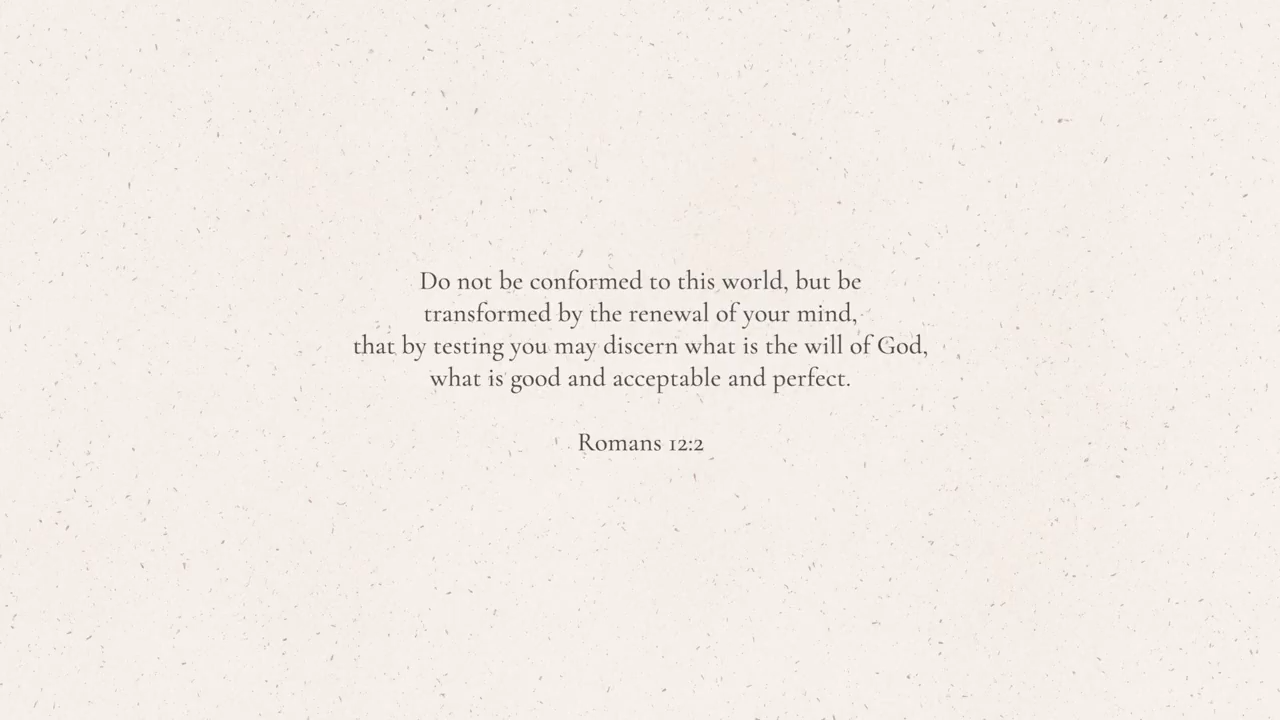 Do not be conformed to this world, but be
transformed by the renewal of your mind,
that by testing you may discern what is the will of God,
what is good and acceptable and perfect.
Romans 12:2